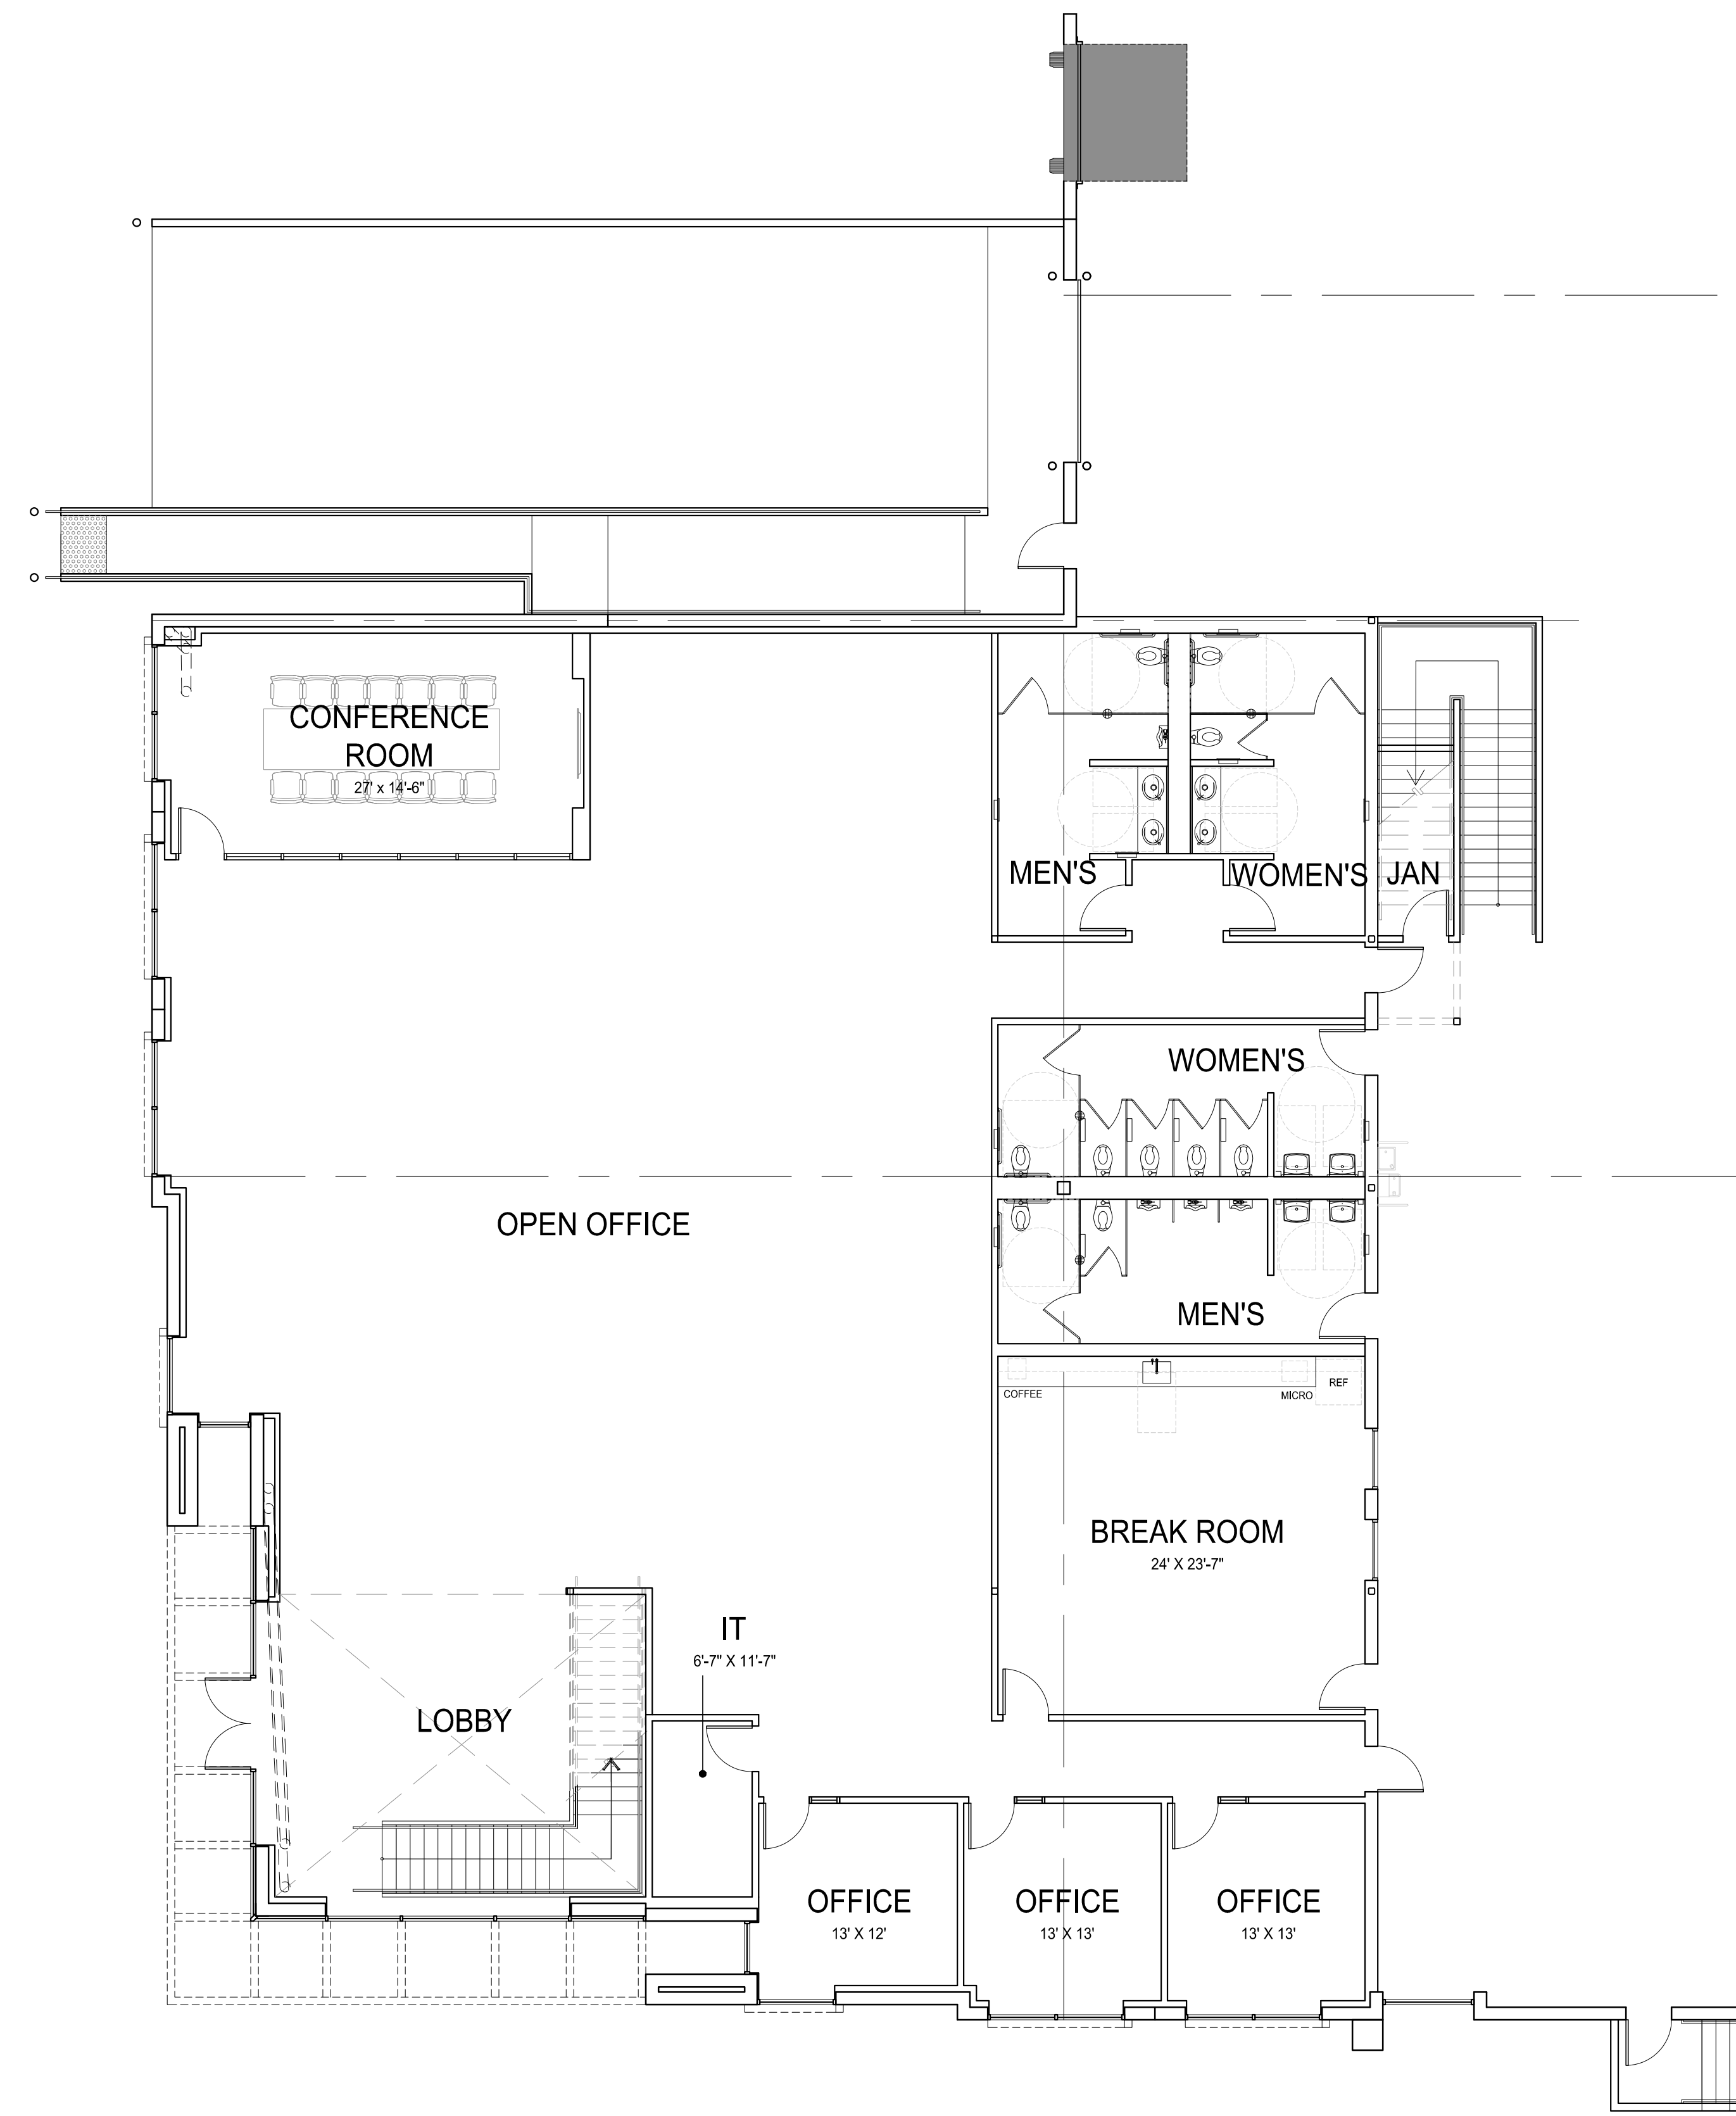 CONFERENCE
ROOM
27' x 14'-6"
MEN'S
WOMEN'S
JAN
WOMEN'S
OPEN OFFICE
MEN'S
COFFEE
MICRO
REF
BREAK ROOM
24' X 23'-7"
IT
6'-7" X 11'-7"
LOBBY
OFFICE
13' X 12'
OFFICE
13' X 13'
OFFICE
13' X 13'